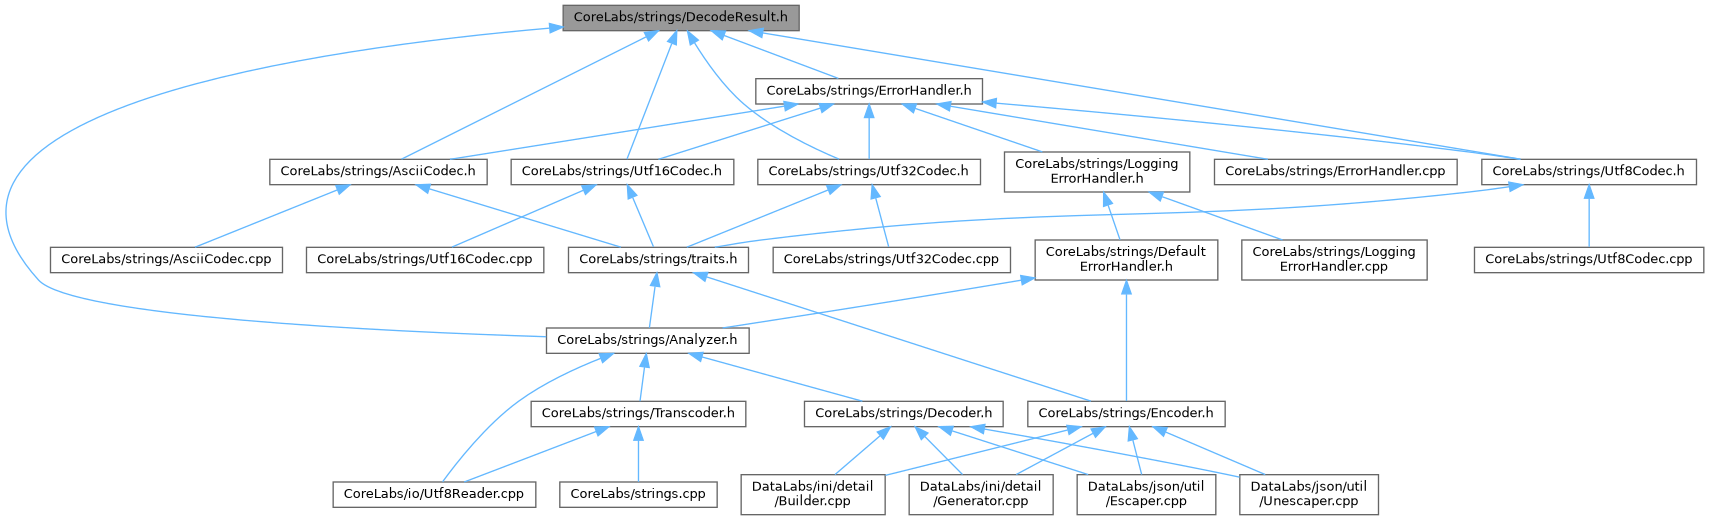 CoreLabs/strings/DecodeResult.h
CoreLabs/strings/ErrorHandler.h
CoreLabs/strings/AsciiCodec.h
CoreLabs/strings/Utf16Codec.h
CoreLabs/strings/Utf32Codec.h
CoreLabs/strings/Logging
ErrorHandler.h
CoreLabs/strings/ErrorHandler.cpp
CoreLabs/strings/Utf8Codec.h
CoreLabs/strings/AsciiCodec.cpp
CoreLabs/strings/Utf16Codec.cpp
CoreLabs/strings/traits.h
CoreLabs/strings/Utf32Codec.cpp
CoreLabs/strings/Default
ErrorHandler.h
CoreLabs/strings/Logging
ErrorHandler.cpp
CoreLabs/strings/Utf8Codec.cpp
CoreLabs/strings/Analyzer.h
CoreLabs/strings/Transcoder.h
CoreLabs/strings/Decoder.h
CoreLabs/strings/Encoder.h
CoreLabs/io/Utf8Reader.cpp
CoreLabs/strings.cpp
DataLabs/ini/detail
/Builder.cpp
DataLabs/ini/detail
/Generator.cpp
DataLabs/json/util
/Escaper.cpp
DataLabs/json/util
/Unescaper.cpp